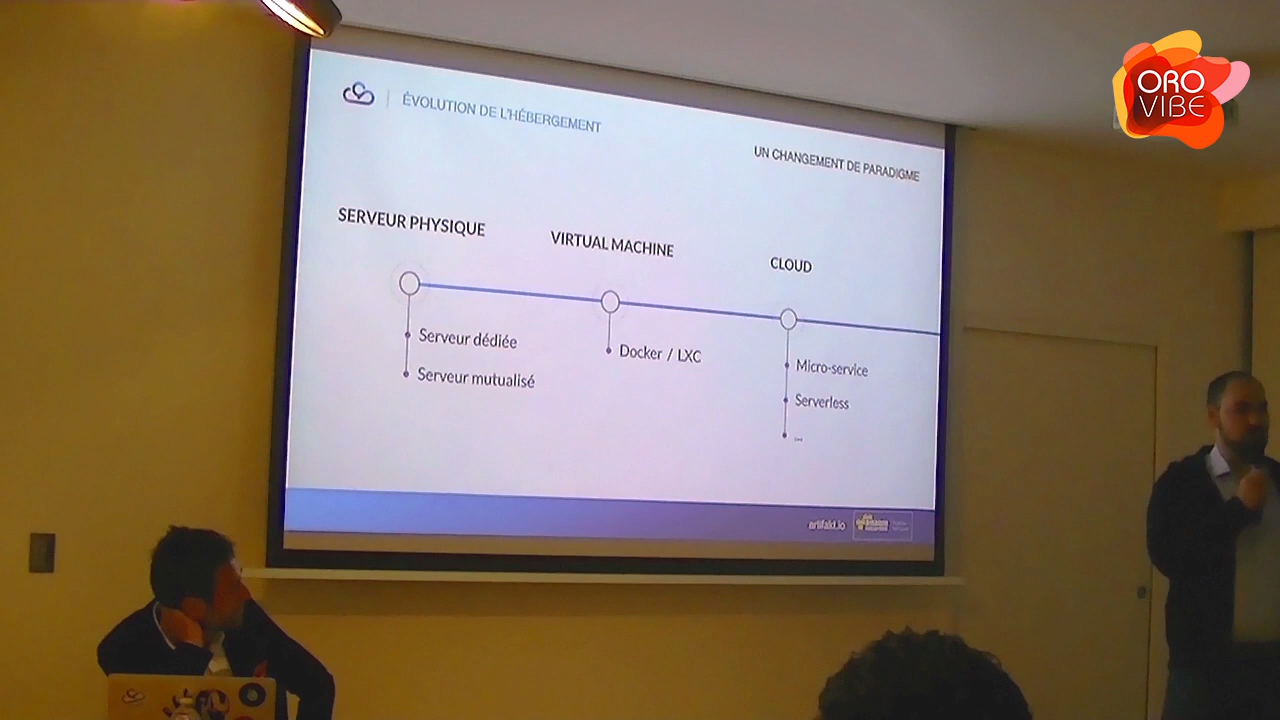 ORO
VIBE
ÉVOLUTION DE L'HÉBERGEMENT
UN CHANGEMENT DE PARADIGME
SERVEUR PHYSIQUE
VIRTUAL MACHINE
CLOUD
Serveur dédiée
Docker / LXC
Micro-service
Serveur mutualisé
Serverless
...
artifakt.io